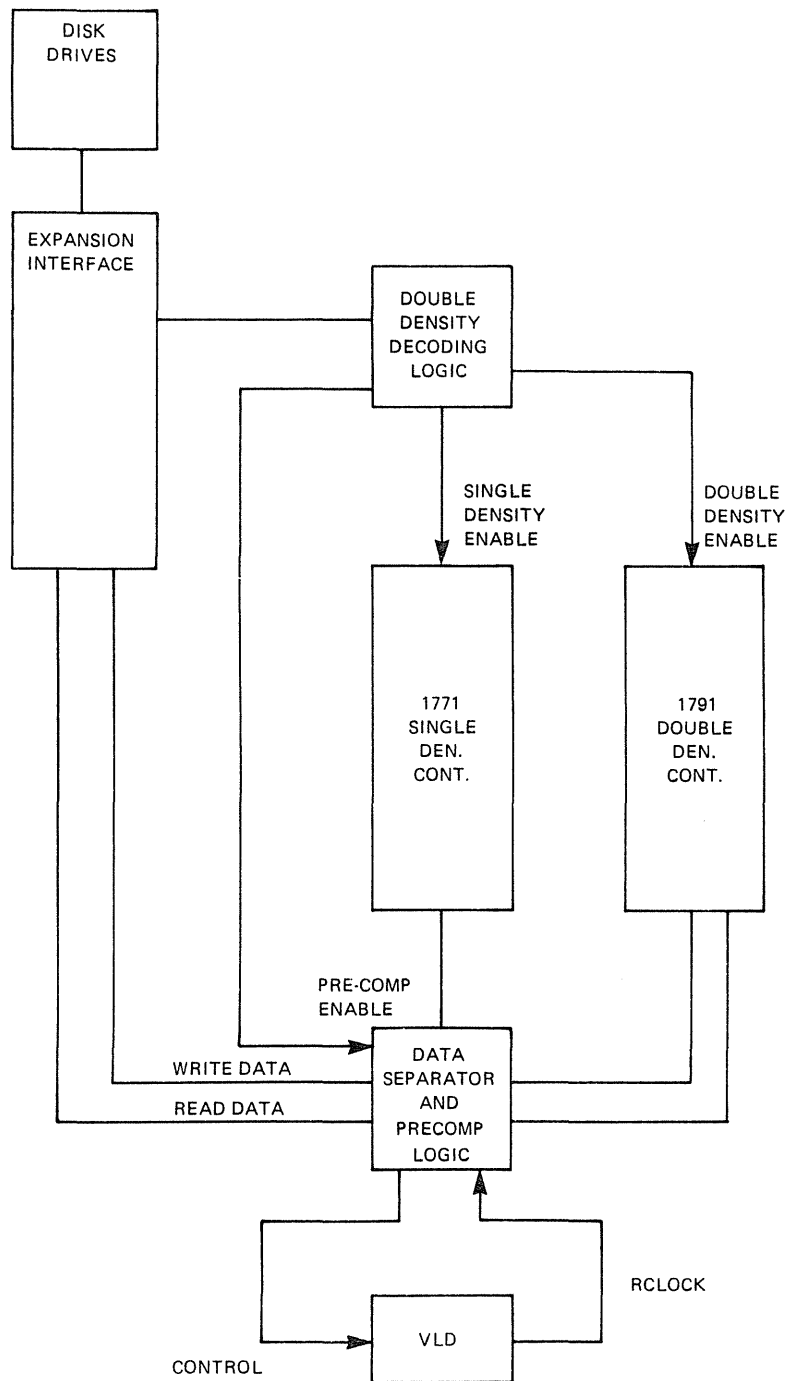 DISK
DRIVES
EXPANSION
INTERFACE
DOUBLE
DENSITY
DECODING
LOGIC
SINGLE
DENSITY
ENABLE
DOUBLE
DENSITY
ENABLE
1771
SINGLE
DEN.
CONT.
1791
DOUBLE
DEN.
CONT.
PRE-COMP
ENABLE
WRITE DATA
READ DATA
DATA
SEPARATOR
AND
PRECOMP
LOGIC
RCLOCK
VLD
CONTROL